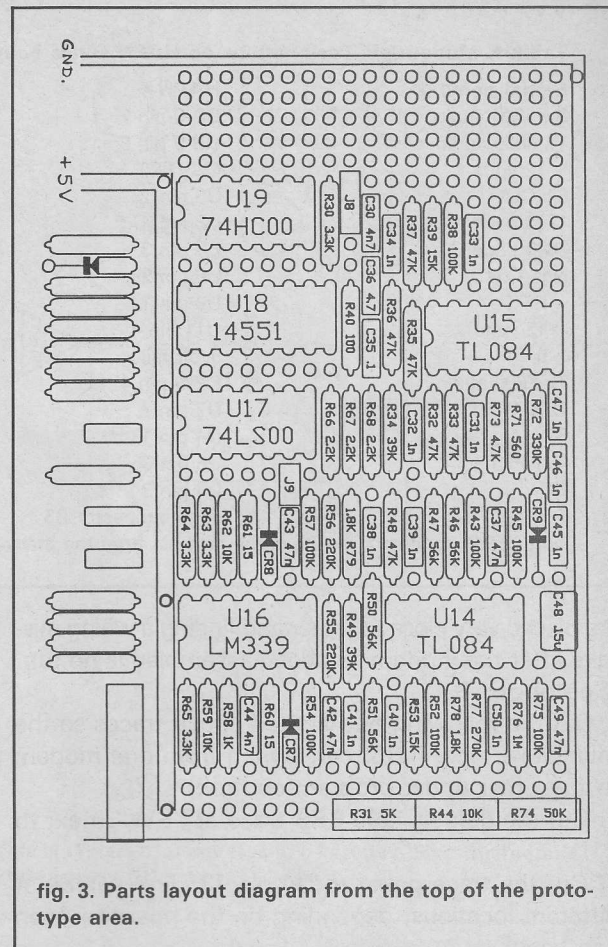 GND.
+ 5V
U19
74HC00
R30 3.3K
J8
C30 4n7
C34 1n
R37 47K
R39 15K
R38 100K
C33 1n
U18
14551
R40 100
C36 4.7
C35 .1
R36 47K
R35 47K
U15
TL084
U17
74LS00
R66 2.2K
R67 2.2K
R68 2.2K
R34 39K
C32 1n
R32 47K
R33 47K
C31 1n
R73 4.7K
R71 560
R72 330K
C47 1n
C46 1n
R64 3.3K
R63 3.3K
R62 10K
R61 15
CR8
J9
C43 47n
R57 100K
R56 220K
1.8K R79
C38 1n
R48 47K
C39 1n
R47 56K
R46 56K
R43 100K
C37 47n
R45 100K
CR9
C45 1n
U16
LM339
R55 220K
R49 39K
R50 56K
U14
TL084
C48 .15u
R65 3.3K
R59 10K
R58 1K
C44 4n7
R60 15
CR7
R54 100K
C42 47n
C41 1n
R51 56K
C40 1n
R53 15K
R52 100K
R78 1.8K
R77 270K
C50 1n
R76 1M
R75 100K
C49 47n
R31 5K
R44 10K
R74 50K
fig. 3. Parts layout diagram from the top of the proto-
type area.